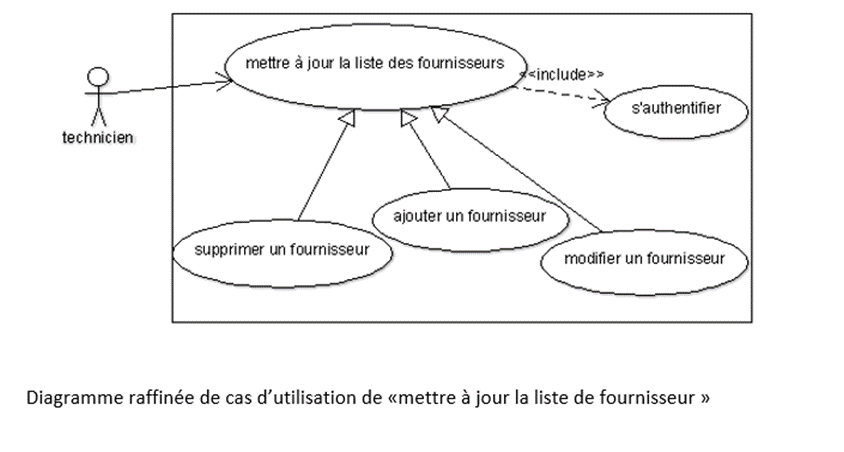 mettre à jour la liste des fournisseurs
<<include>>
s'authentifier
technicien
ajouter un fournisseur
supprimer un fournisseur
modifier un fournisseur
Diagramme raffinée de cas d’utilisation de «mettre à jour la liste de fournisseur »